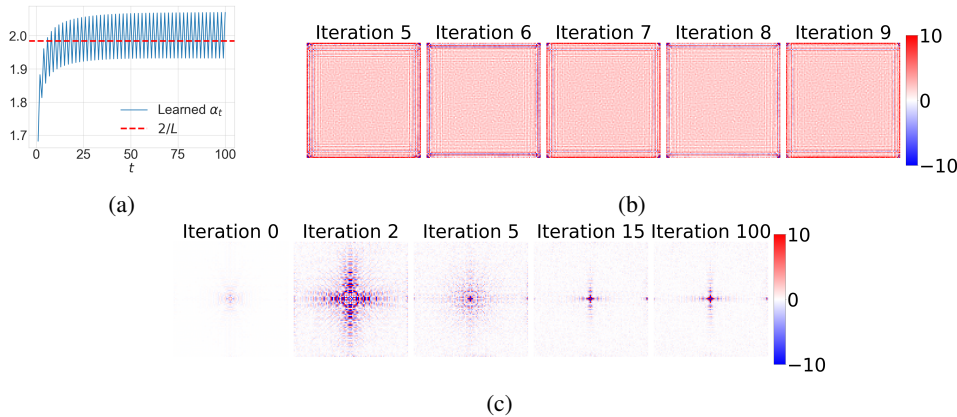 2.0
1.9
1.8
1.7
Learned αₜ
2/L
0 25 50 75 100
t
(a)
Iteration 5 Iteration 6 Iteration 7 Iteration 8 Iteration 9
10
0
−10
(b)
Iteration 0 Iteration 2 Iteration 5 Iteration 15 Iteration 100
10
0
−10
(c)